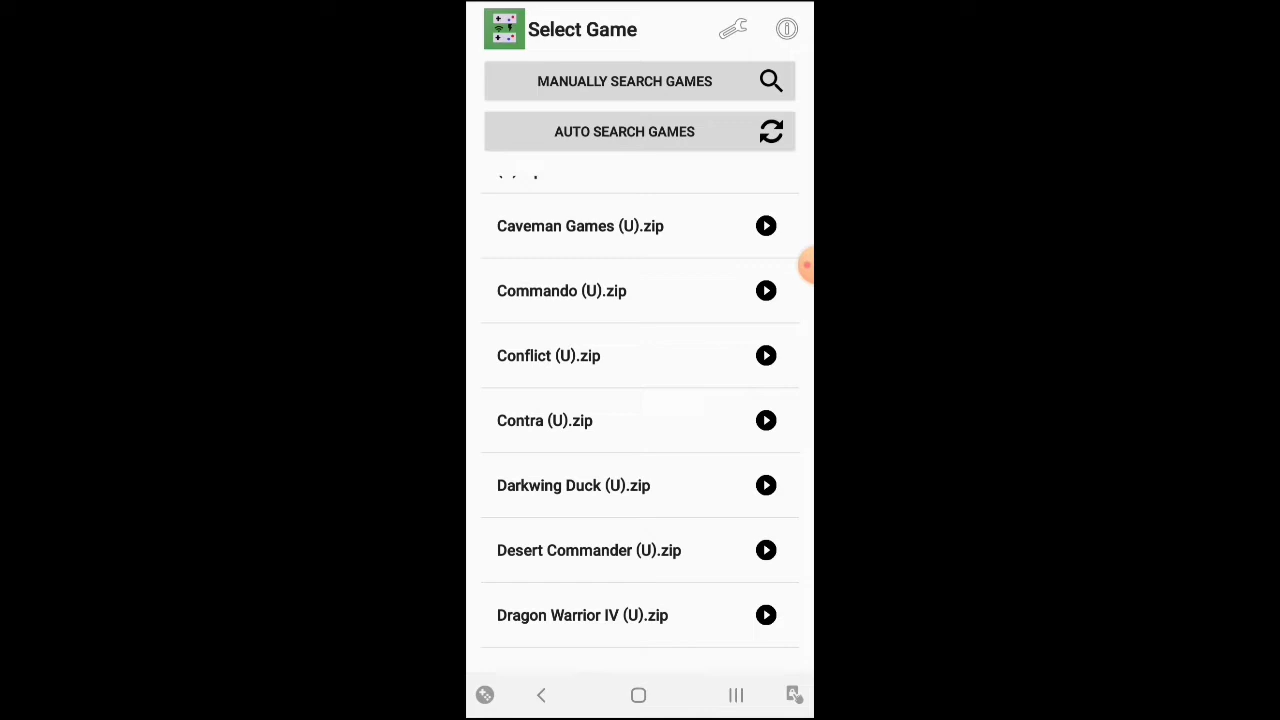 Select Game
MANUALLY SEARCH GAMES
AUTO SEARCH GAMES
Caveman Games (U).zip
Commando (U).zip
Conflict (U).zip
Contra (U).zip
Darkwing Duck (U).zip
Desert Commander (U).zip
Dragon Warrior IV (U).zip